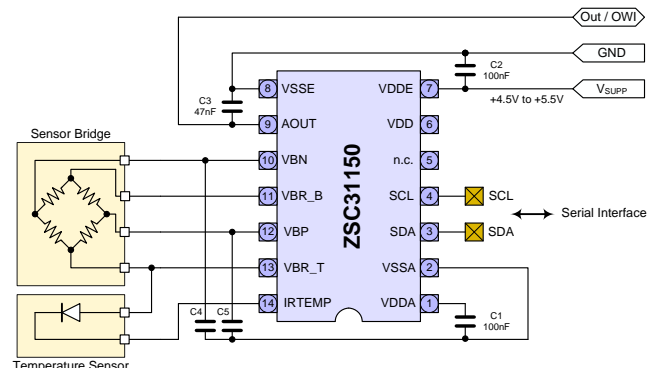 Out / OWI
GND
C2
100nF
VSUPP
+4.5V to +5.5V
C3
47nF
8 VSSE
VDDE 7
9 AOUT
VDD 6
Sensor Bridge
10 VBN
n.c. 5
11 VBR_B
SCL 4
SCL
ZSC31150
Serial Interface
12 VBP
SDA 3
SDA
13 VBR_T
VSSA 2
14 IRTEMP
VDDA 1
C4 C5
C1
100nF
Temperature Sensor